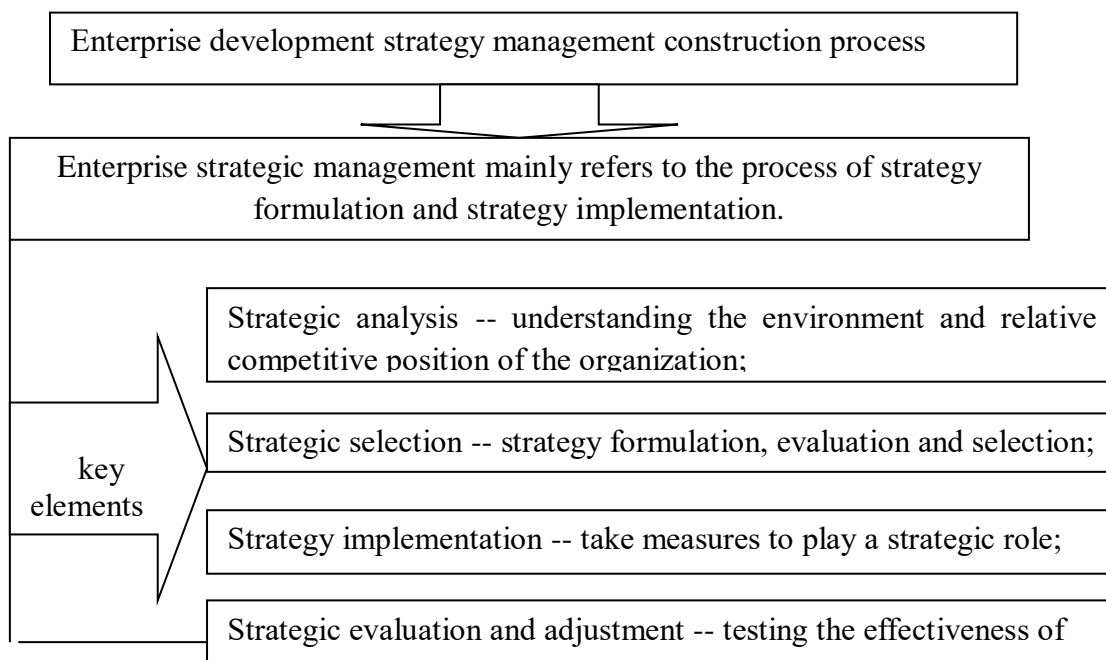 Enterprise development strategy management construction process
Enterprise strategic management mainly refers to the process of strategy
formulation and strategy implementation.
Strategic analysis -- understanding the environment and relative
competitive position of the organization;
Strategic selection -- strategy formulation, evaluation and selection;
key
elements
Strategy implementation -- take measures to play a strategic role;
Strategic evaluation and adjustment -- testing the effectiveness of